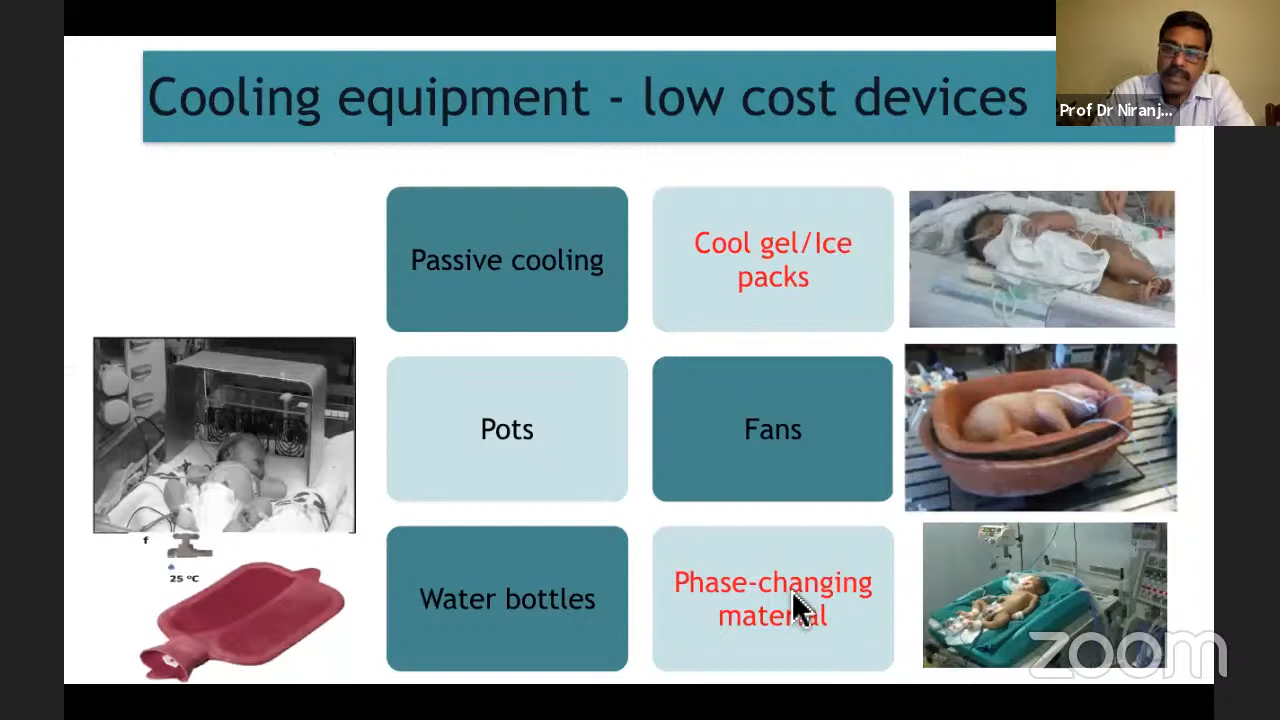 Cooling equipment - low cost devices
Prof Dr Niranj...
Passive cooling
Cool gel/Ice
packs
Pots
Fans
f
25 ºC
Water bottles
Phase-changing
material
zoom